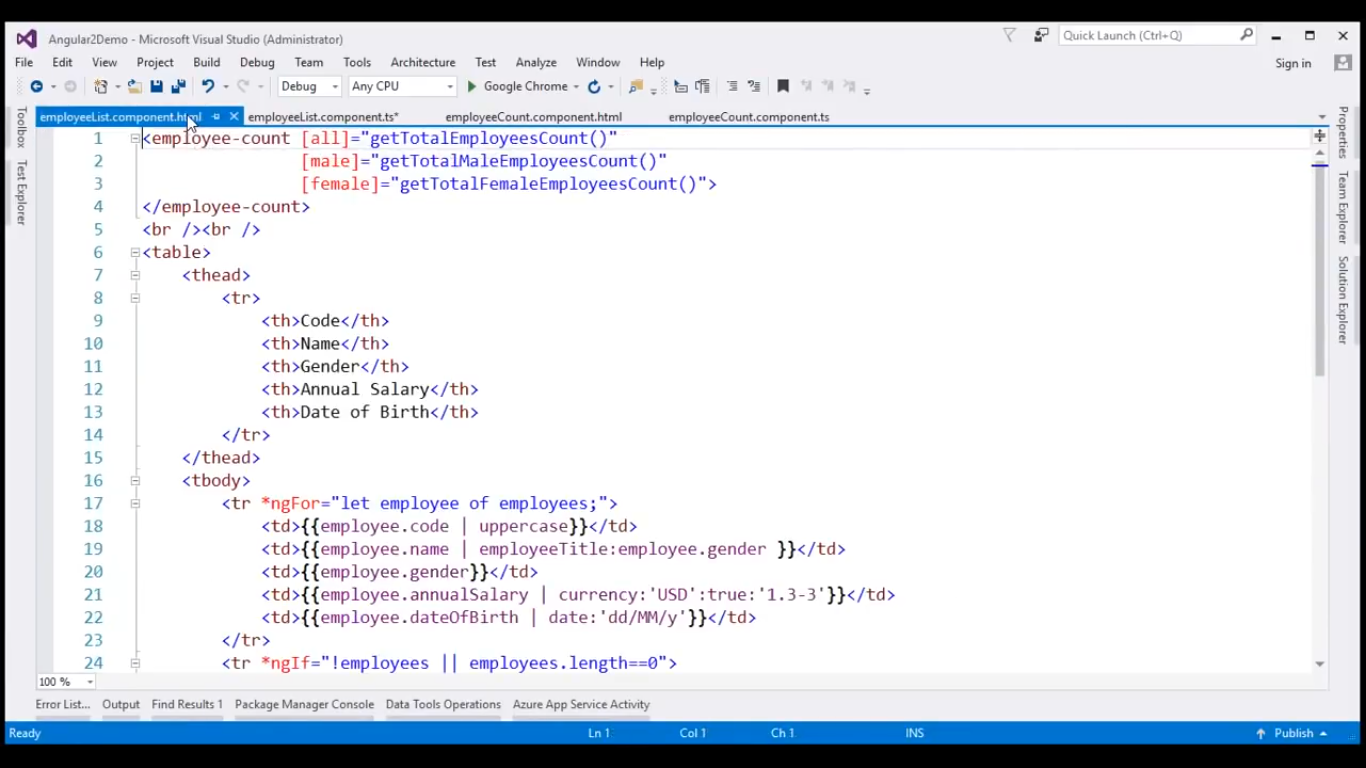 Angular2Demo - Microsoft Visual Studio (Administrator)
Quick Launch (Ctrl+Q)
File Edit View Project Build Debug Team Tools Architecture Test Analyze Window Help
Sign in
Debug Any CPU Google Chrome
employeeList.component.html employeeList.component.ts* employeeCount.component.html employeeCount.component.ts
Toolbox
Test Explorer
1 <employee-count [all]="getTotalEmployeesCount()"
2 [male]="getTotalMaleEmployeesCount()"
3 [female]="getTotalFemaleEmployeesCount()">
4 </employee-count>
5 <br /><br />
6 <table>
7 <thead>
8 <tr>
9 <th>Code</th>
10 <th>Name</th>
11 <th>Gender</th>
12 <th>Annual Salary</th>
13 <th>Date of Birth</th>
14 </tr>
15 </thead>
16 <tbody>
17 <tr *ngFor="let employee of employees;">
18 <td>{{employee.code | uppercase}}</td>
19 <td>{{employee.name | employeeTitle:employee.gender }}</td>
20 <td>{{employee.gender}}</td>
21 <td>{{employee.annualSalary | currency:'USD':true:'1.3-3'}}</td>
22 <td>{{employee.dateOfBirth | date:'dd/MM/y'}}</td>
23 </tr>
24 <tr *ngIf="!employees || employees.length==0">
Properties
Team Explorer
Solution Explorer
100 %
Error List... Output Find Results 1 Package Manager Console Data Tools Operations Azure App Service Activity
Ready Ln 1 Col 1 Ch 1 INS Publish